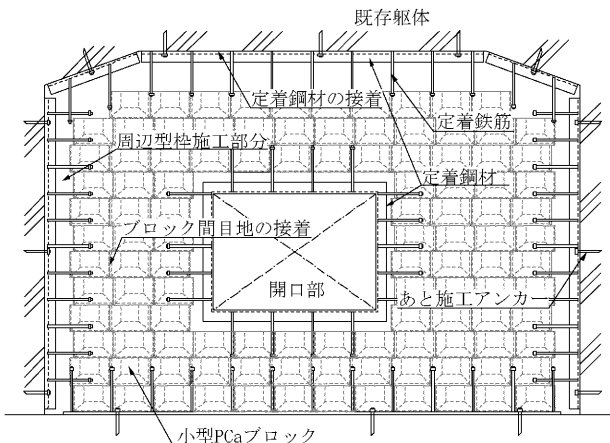 既存躯体
定着鋼材の接着
定着鉄筋
周辺型枠施工部分
定着鋼材
ブロック間目地の接着
開口部
あと施工アンカー
小型PCaブロック